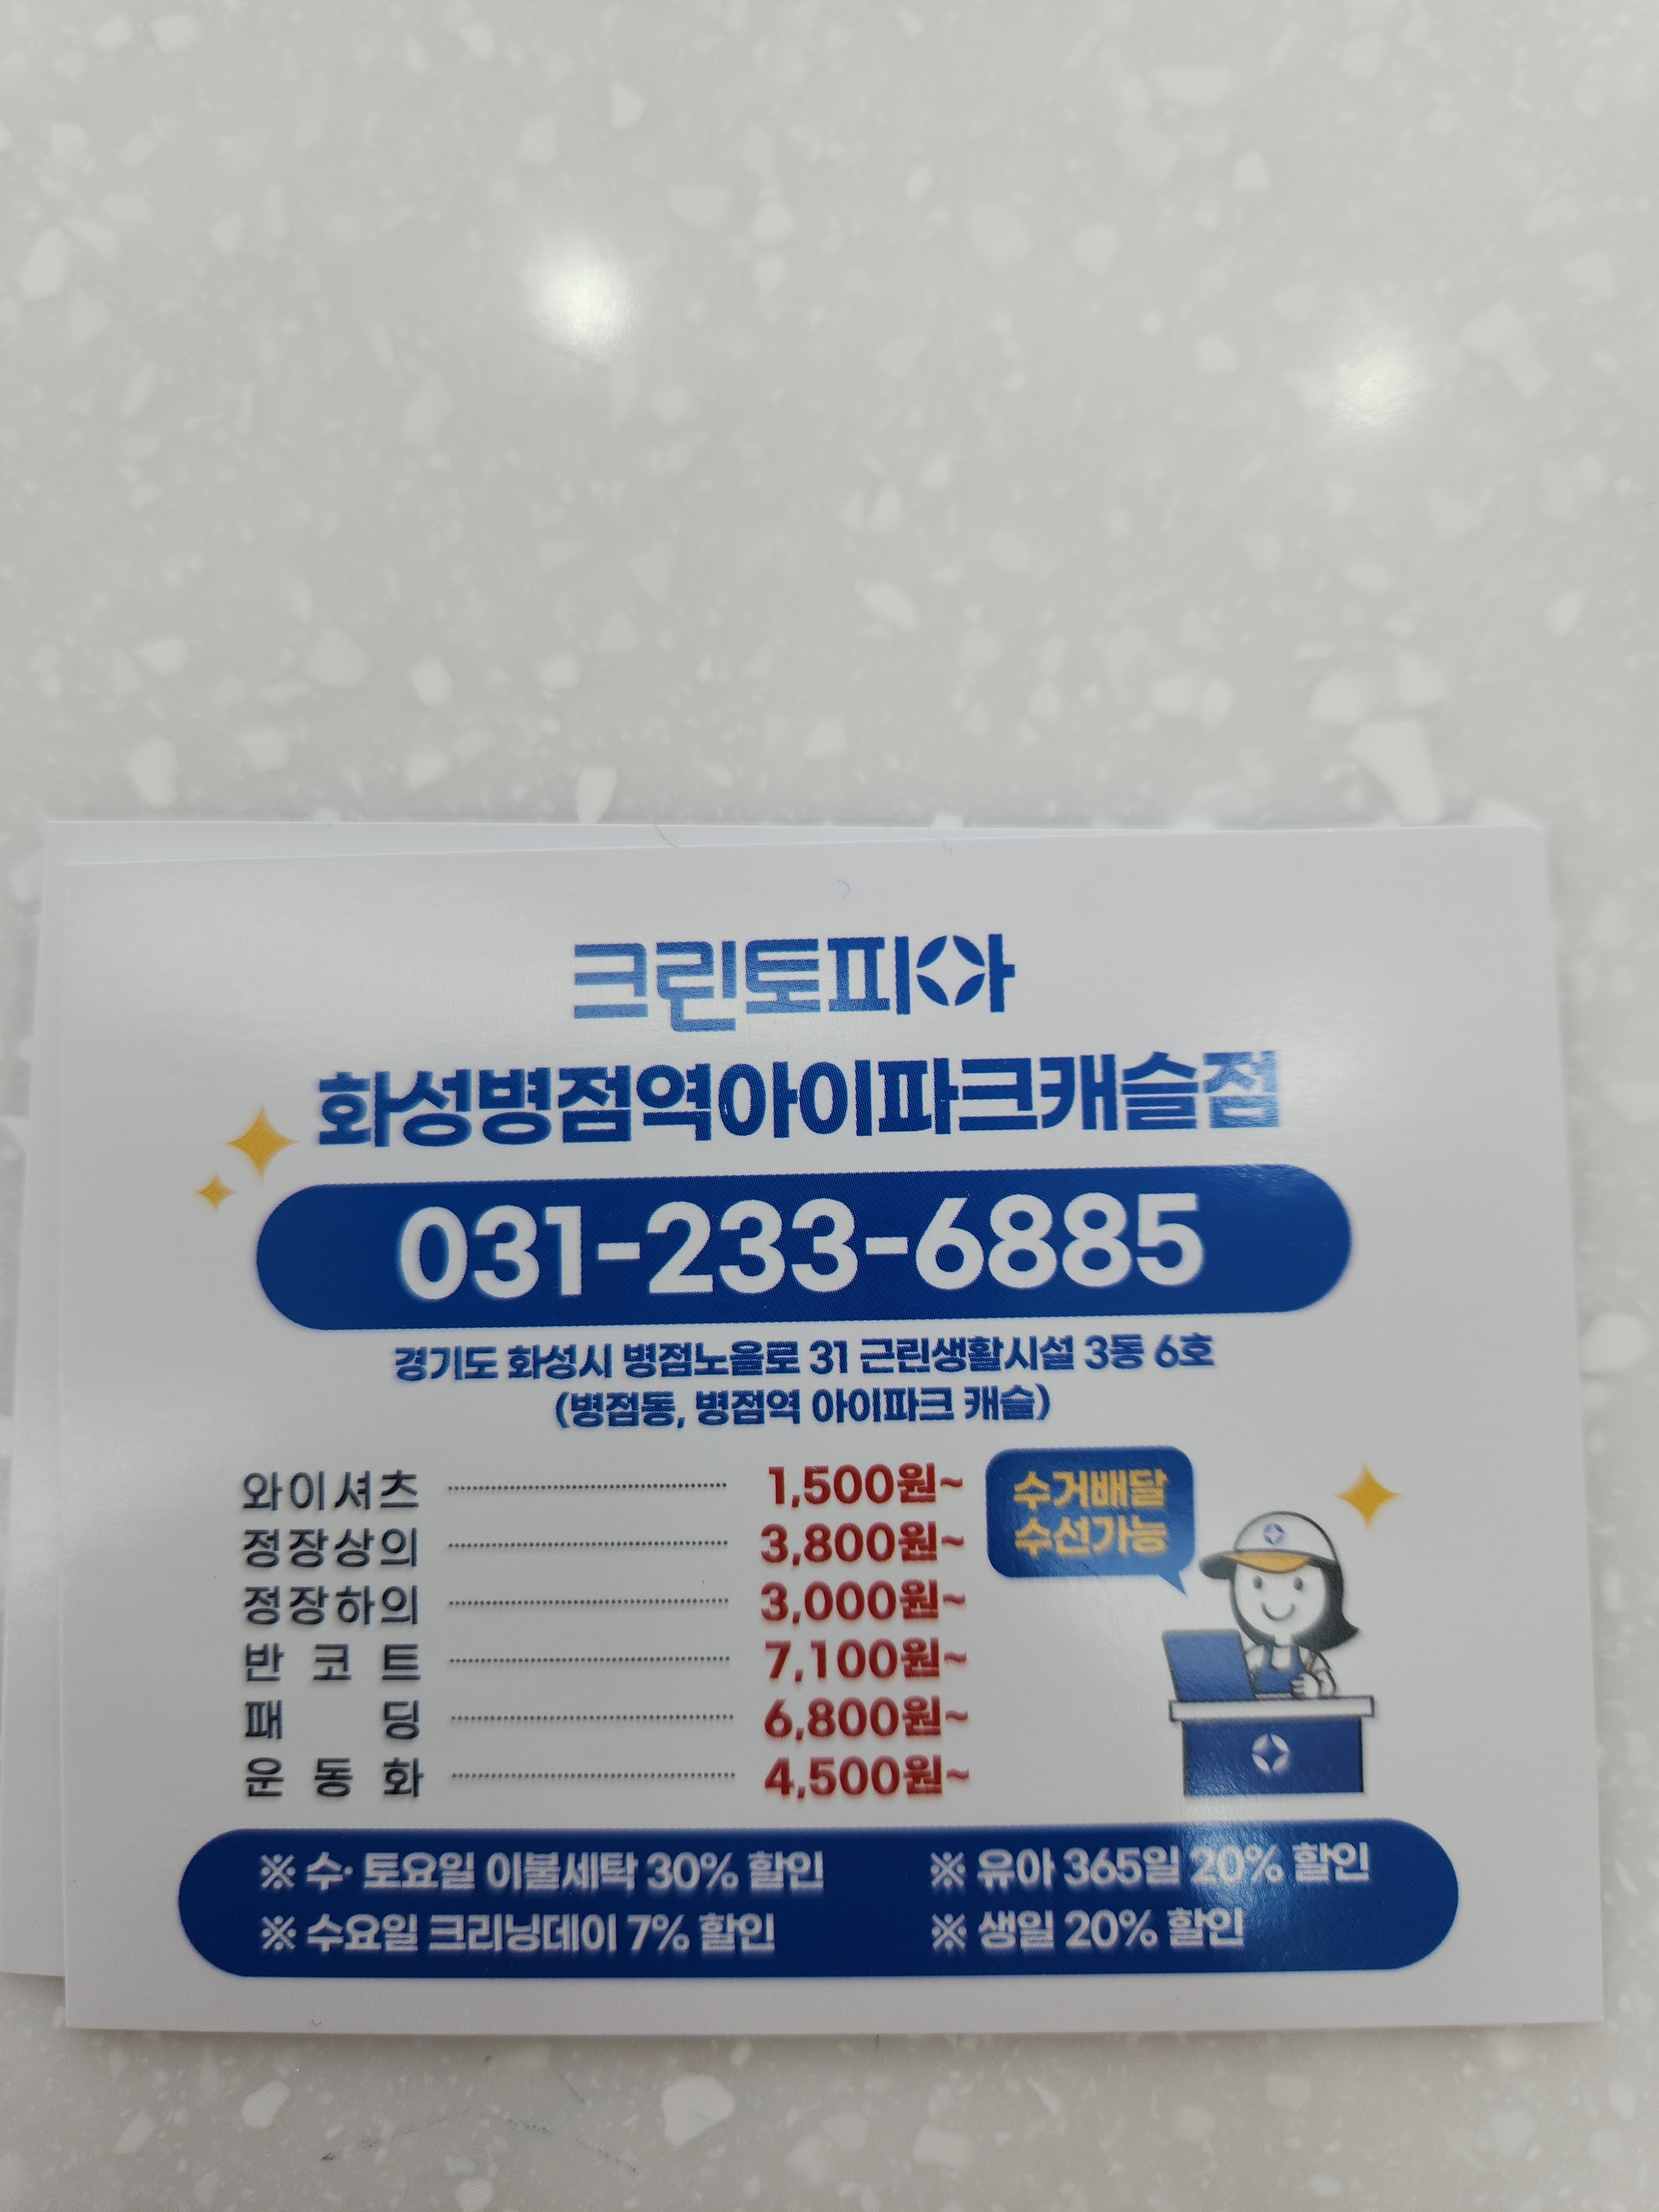 크린토피아
화성병점역아이파크캐슬점
031-233-6885
경기도 화성시 병점노을로 31 근린생활시설 3동 6호
(병점동, 병점역 아이파크 캐슬)
와이셔츠 1,500원~
정장상의 3,800원~
정장하의 3,000원~
반코트 7,100원~
패딩 6,800원~
운동화 4,500원~
수거배달
수선가능
※ 수·토요일 이불세탁 30% 할인
※ 유아 365일 20% 할인
※ 수요일 크리닝데이 7% 할인
※ 생일 20% 할인